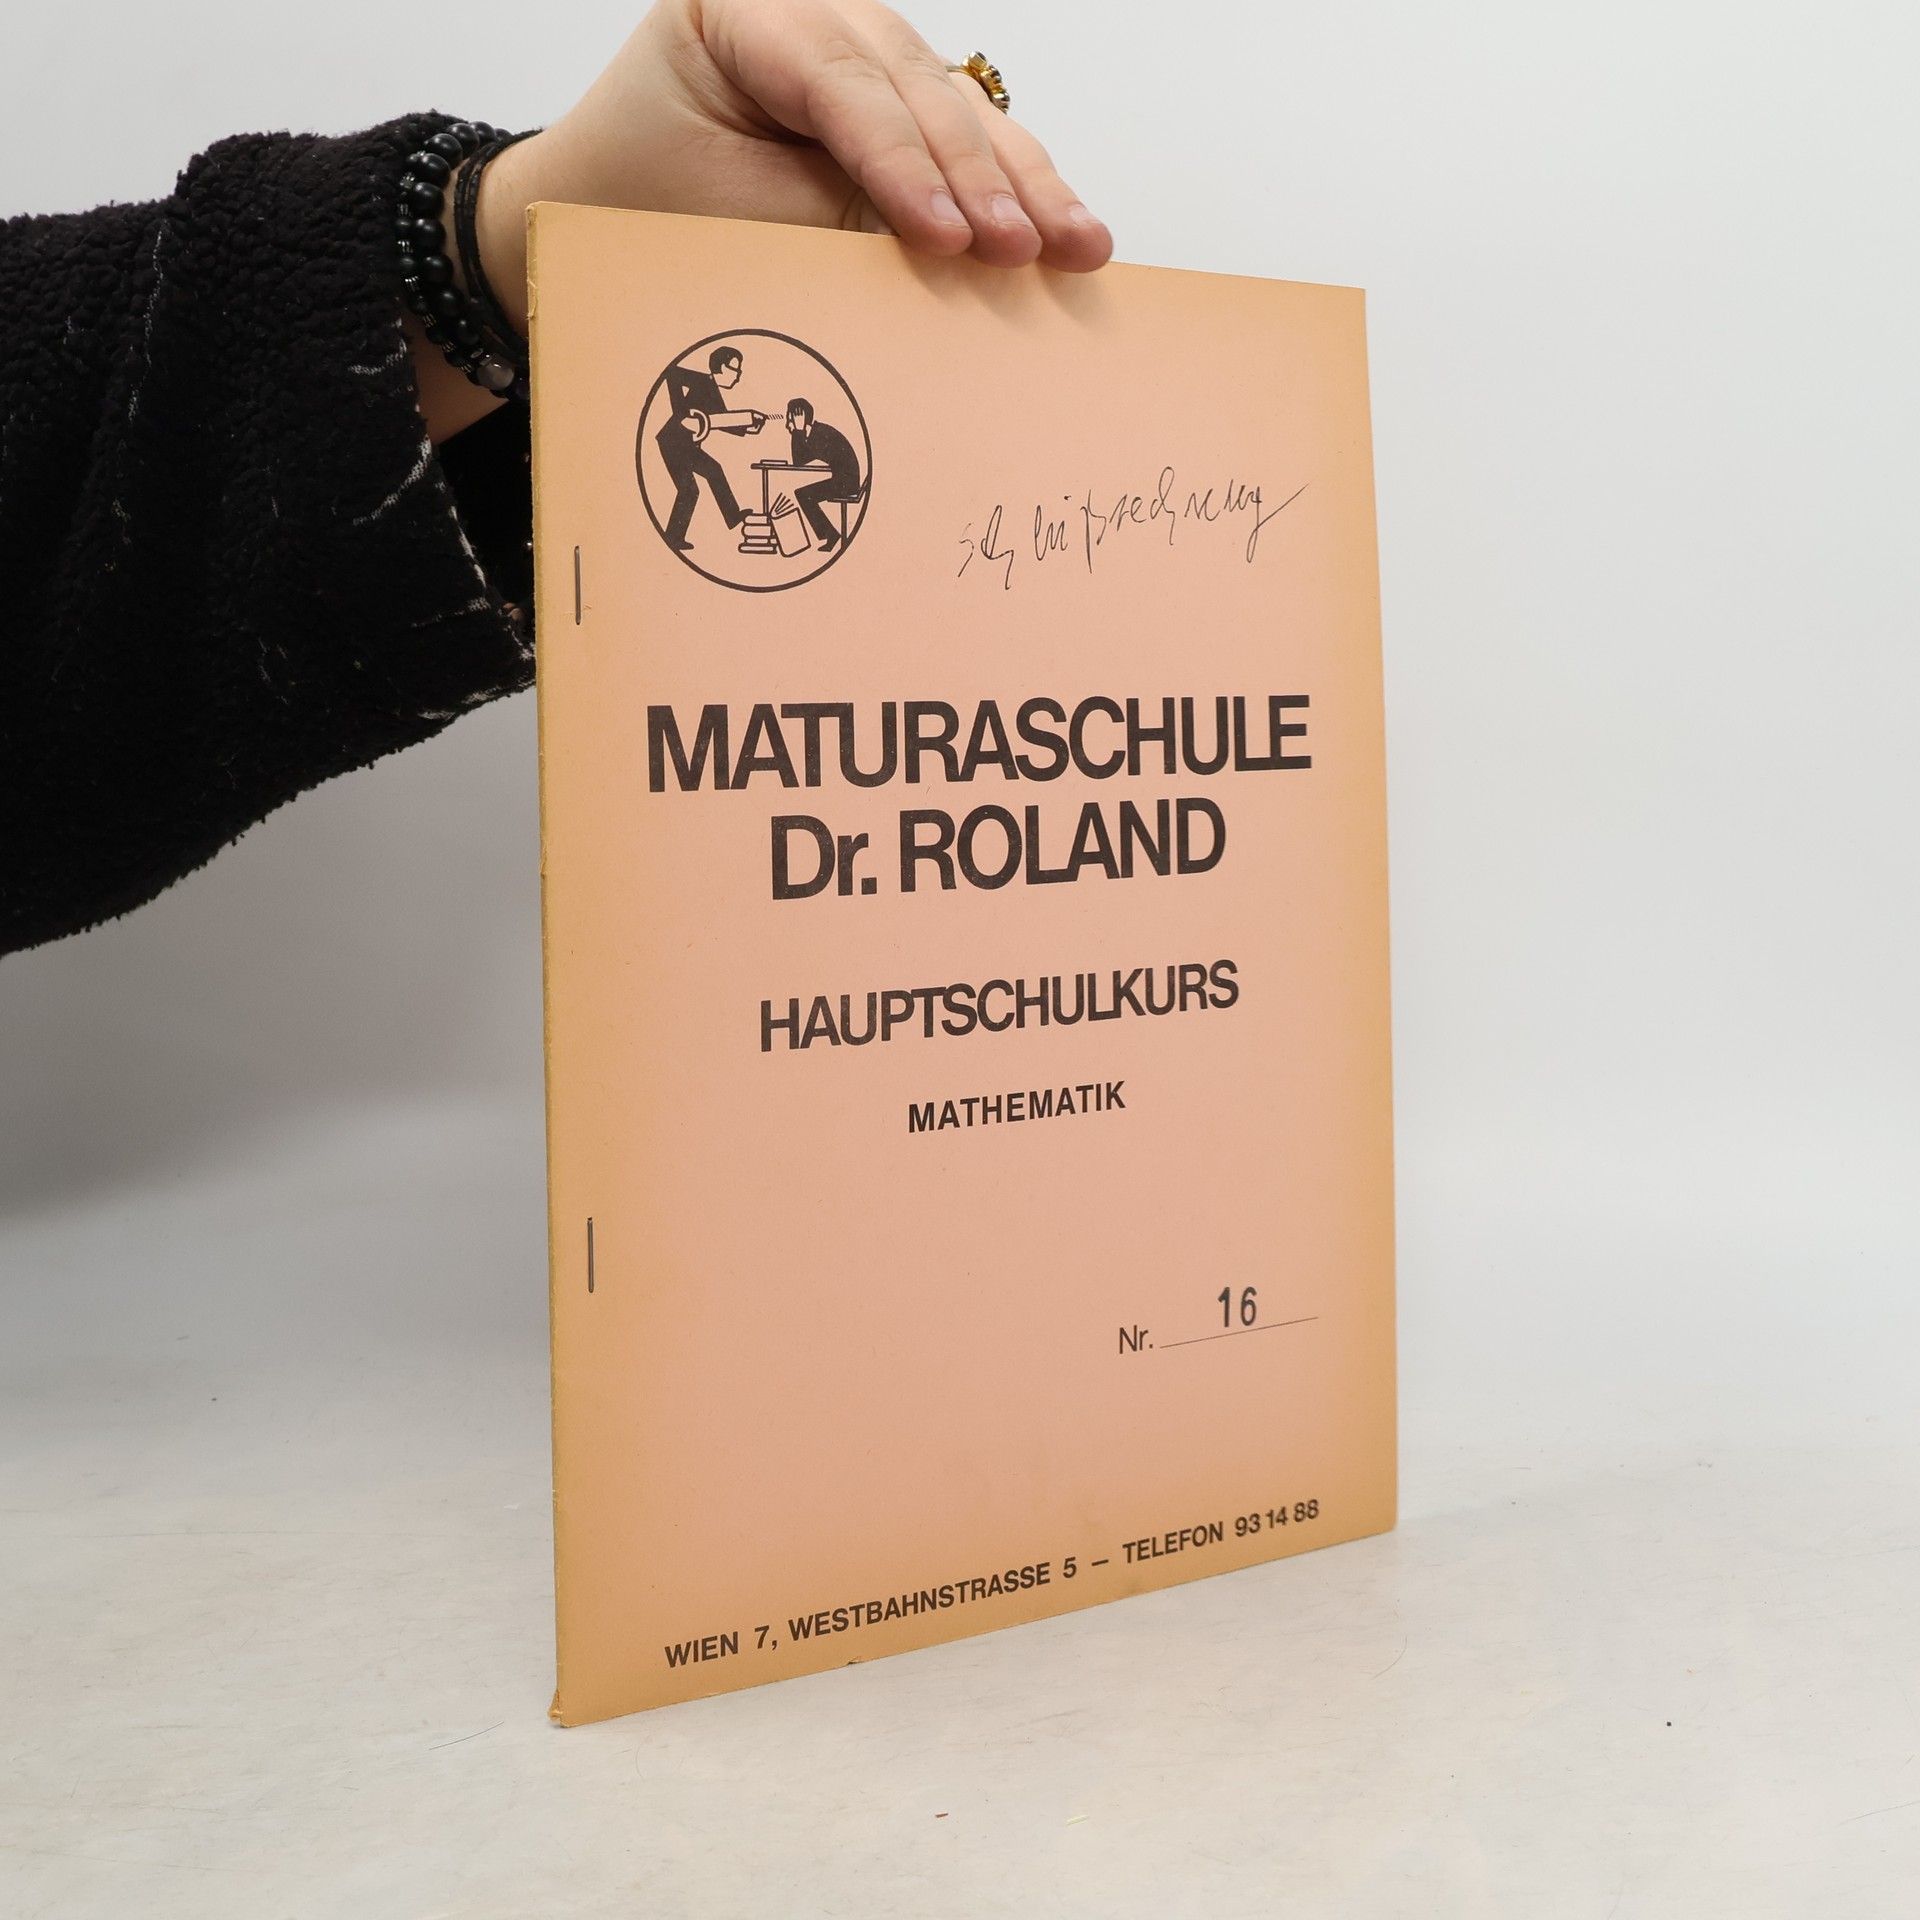 MATURASCHULE
Dr. ROLAND
HAUPTSCHULKURS
MATHEMATIK
Nr. 16
WIEN 7, WESTBAHNSTRASSE 5 – TELEFON 93 14 88